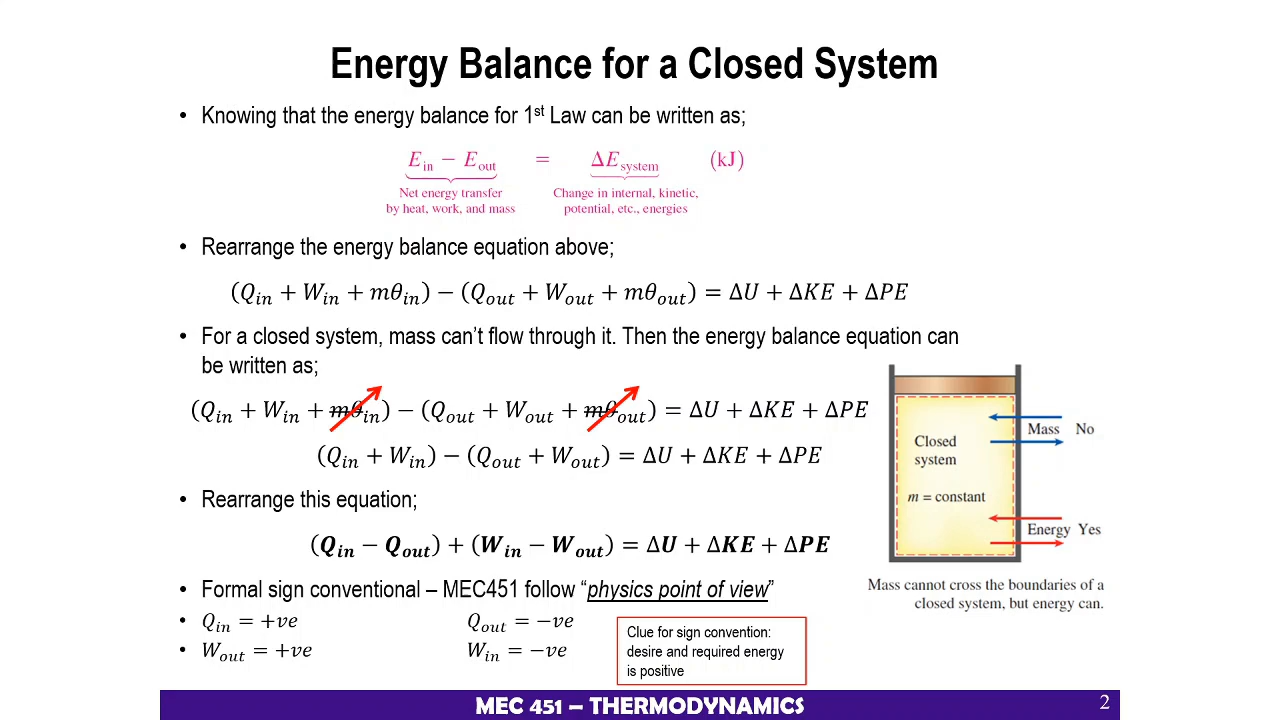 Energy Balance for a Closed System
• Knowing that the energy balance for 1st Law can be written as;
E_in − E_out = ΔE_system (kJ)
Net energy transfer by heat, work, and mass
Change in internal, kinetic, potential, etc., energies
• Rearrange the energy balance equation above;
(Q_in + W_in + mθ_in) − (Q_out + W_out + mθ_out) = ΔU + ΔKE + ΔPE
• For a closed system, mass can’t flow through it. Then the energy balance equation can
be written as;
(Q_in + W_in + mθ_in) − (Q_out + W_out + mθ_out) = ΔU + ΔKE + ΔPE
(Q_in + W_in) − (Q_out + W_out) = ΔU + ΔKE + ΔPE
• Rearrange this equation;
(Q_in − Q_out) + (W_in − W_out) = ΔU + ΔKE + ΔPE
• Formal sign conventional – MEC451 follow “physics point of view”
• Q_in = +ve Q_out = −ve
• W_out = +ve W_in = −ve
Clue for sign convention:
desire and required energy
is positive
Closed
system
m = constant
Mass No
Energy Yes
Mass cannot cross the boundaries of a
closed system, but energy can.
MEC 451 – THERMODYNAMICS
2